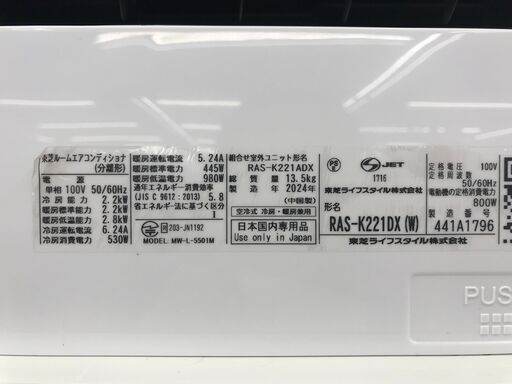 東芝ルームエアコンディショナ
(分離形)
電 源
単相 100V 50/60Hz
冷房能力 2.2kW
暖房標準能力 2.2kW
暖房低温能力 2.8kW
冷房運転電流 6.24A
冷房消費電力 530W
暖房運転電流 5.24A
暖房標準電力 445W
暖房低温電力 980W
通年エネルギー消費効率
(JIS C 9612:2013) 5.8
省エネ法に基づく寸法区分
Ⓡ203-JN1192
MODEL: MW-L-5501M
組合せ室外ユニット形名
RAS-K221ADX
総質量 13.5kg
製造年 2024年
(中国製)
空冷式 冷房・暖房兼用
日本国内専用品
Use only in Japan
PS
E
JET
1716
東芝ライフスタイル株式会社
定格電圧 100V
定格周波数
50/60Hz
電動機の定格消費電力
800W
形名
RAS-K221DX(W) 441A1796
東芝ライフスタイル株式会社
PUS